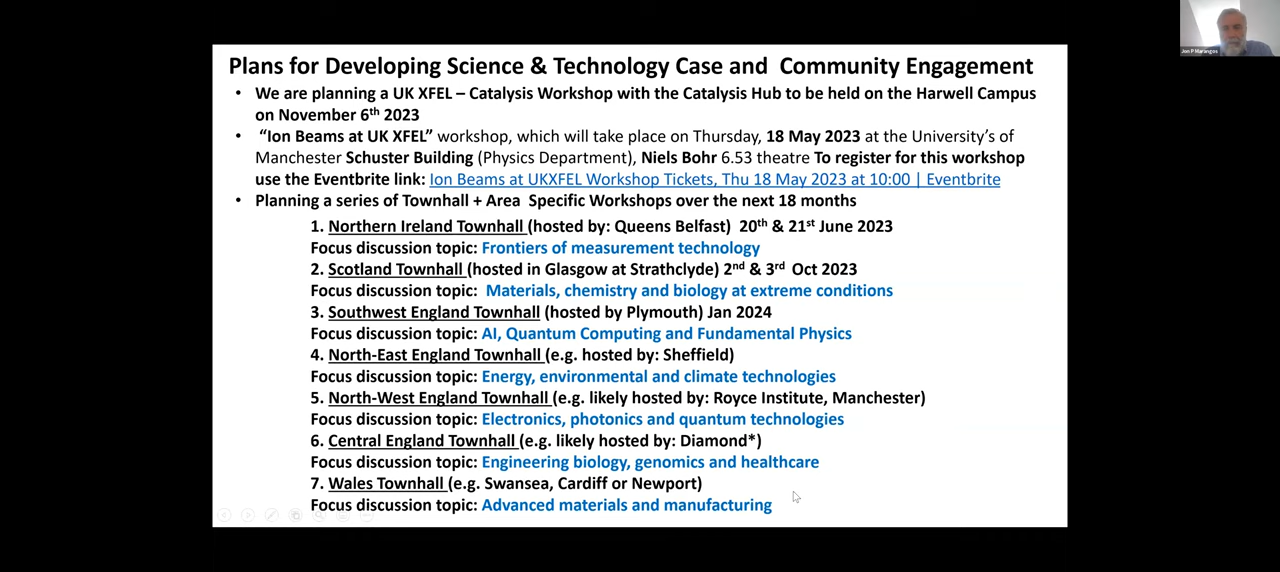 Jon P Marangos
Plans for Developing Science & Technology Case and Community Engagement
• We are planning a UK XFEL – Catalysis Workshop with the Catalysis Hub to be held on the Harwell Campus
on November 6th 2023
• “Ion Beams at UK XFEL” workshop, which will take place on Thursday, 18 May 2023 at the University’s of
Manchester Schuster Building (Physics Department), Niels Bohr 6.53 theatre To register for this workshop
use the Eventbrite link: Ion Beams at UKXFEL Workshop Tickets, Thu 18 May 2023 at 10:00 | Eventbrite
• Planning a series of Townhall + Area Specific Workshops over the next 18 months
1. Northern Ireland Townhall (hosted by: Queens Belfast) 20th & 21st June 2023
Focus discussion topic: Frontiers of measurement technology
2. Scotland Townhall (hosted in Glasgow at Strathclyde) 2nd & 3rd Oct 2023
Focus discussion topic: Materials, chemistry and biology at extreme conditions
3. Southwest England Townhall (hosted by Plymouth) Jan 2024
Focus discussion topic: AI, Quantum Computing and Fundamental Physics
4. North-East England Townhall (e.g. hosted by: Sheffield)
Focus discussion topic: Energy, environmental and climate technologies
5. North-West England Townhall (e.g. likely hosted by: Royce Institute, Manchester)
Focus discussion topic: Electronics, photonics and quantum technologies
6. Central England Townhall (e.g. likely hosted by: Diamond*)
Focus discussion topic: Engineering biology, genomics and healthcare
7. Wales Townhall (e.g. Swansea, Cardiff or Newport)
Focus discussion topic: Advanced materials and manufacturing